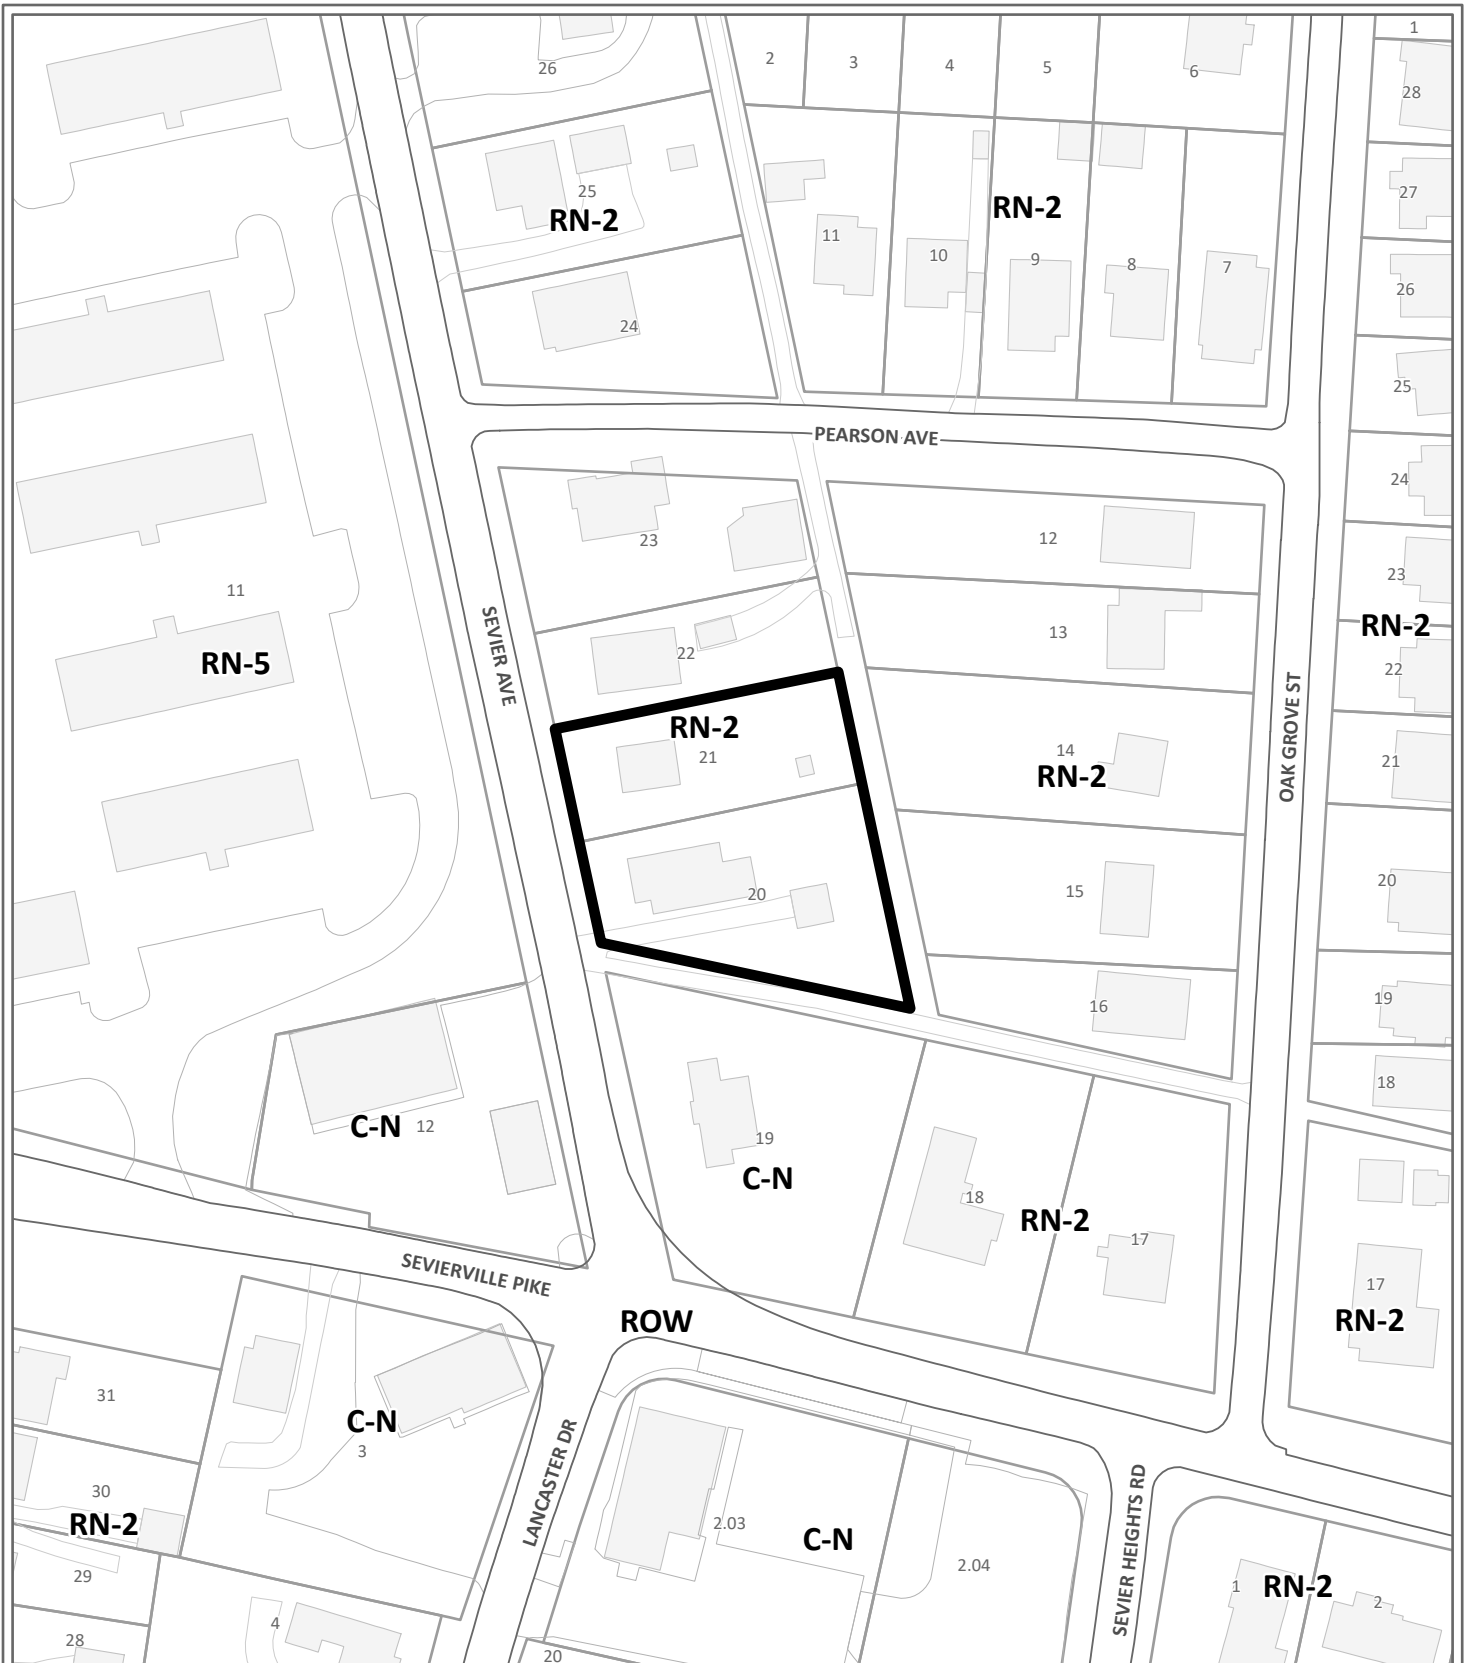 1
2
3
4
5
6
26
28
25
RN-2
27
RN-2
11
10
9
8
7
26
24
25
PEARSON AVE
24
23
12
23
11
SEVIER AVE
13
RN-2
22
RN-5
22
RN-2
21
14
RN-2
OAK GROVE ST
21
20
15
20
16
19
18
C-N
12
19
C-N
18
RN-2
17
SEVIERVILLE PIKE
ROW
17
RN-2
31
C-N
3
LANCASTER DR
30
RN-2
2.03
C-N
2.04
SEVIER HEIGHTS RD
29
1
RN-2
2
4
28
20